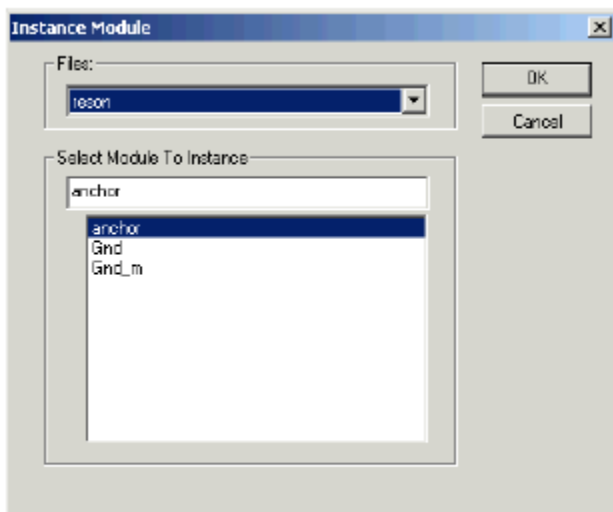 Instance Module
Files:
reson
OK
Cancel
Select Module To Instance
anchor
anchor
Gnd
Gnd_m